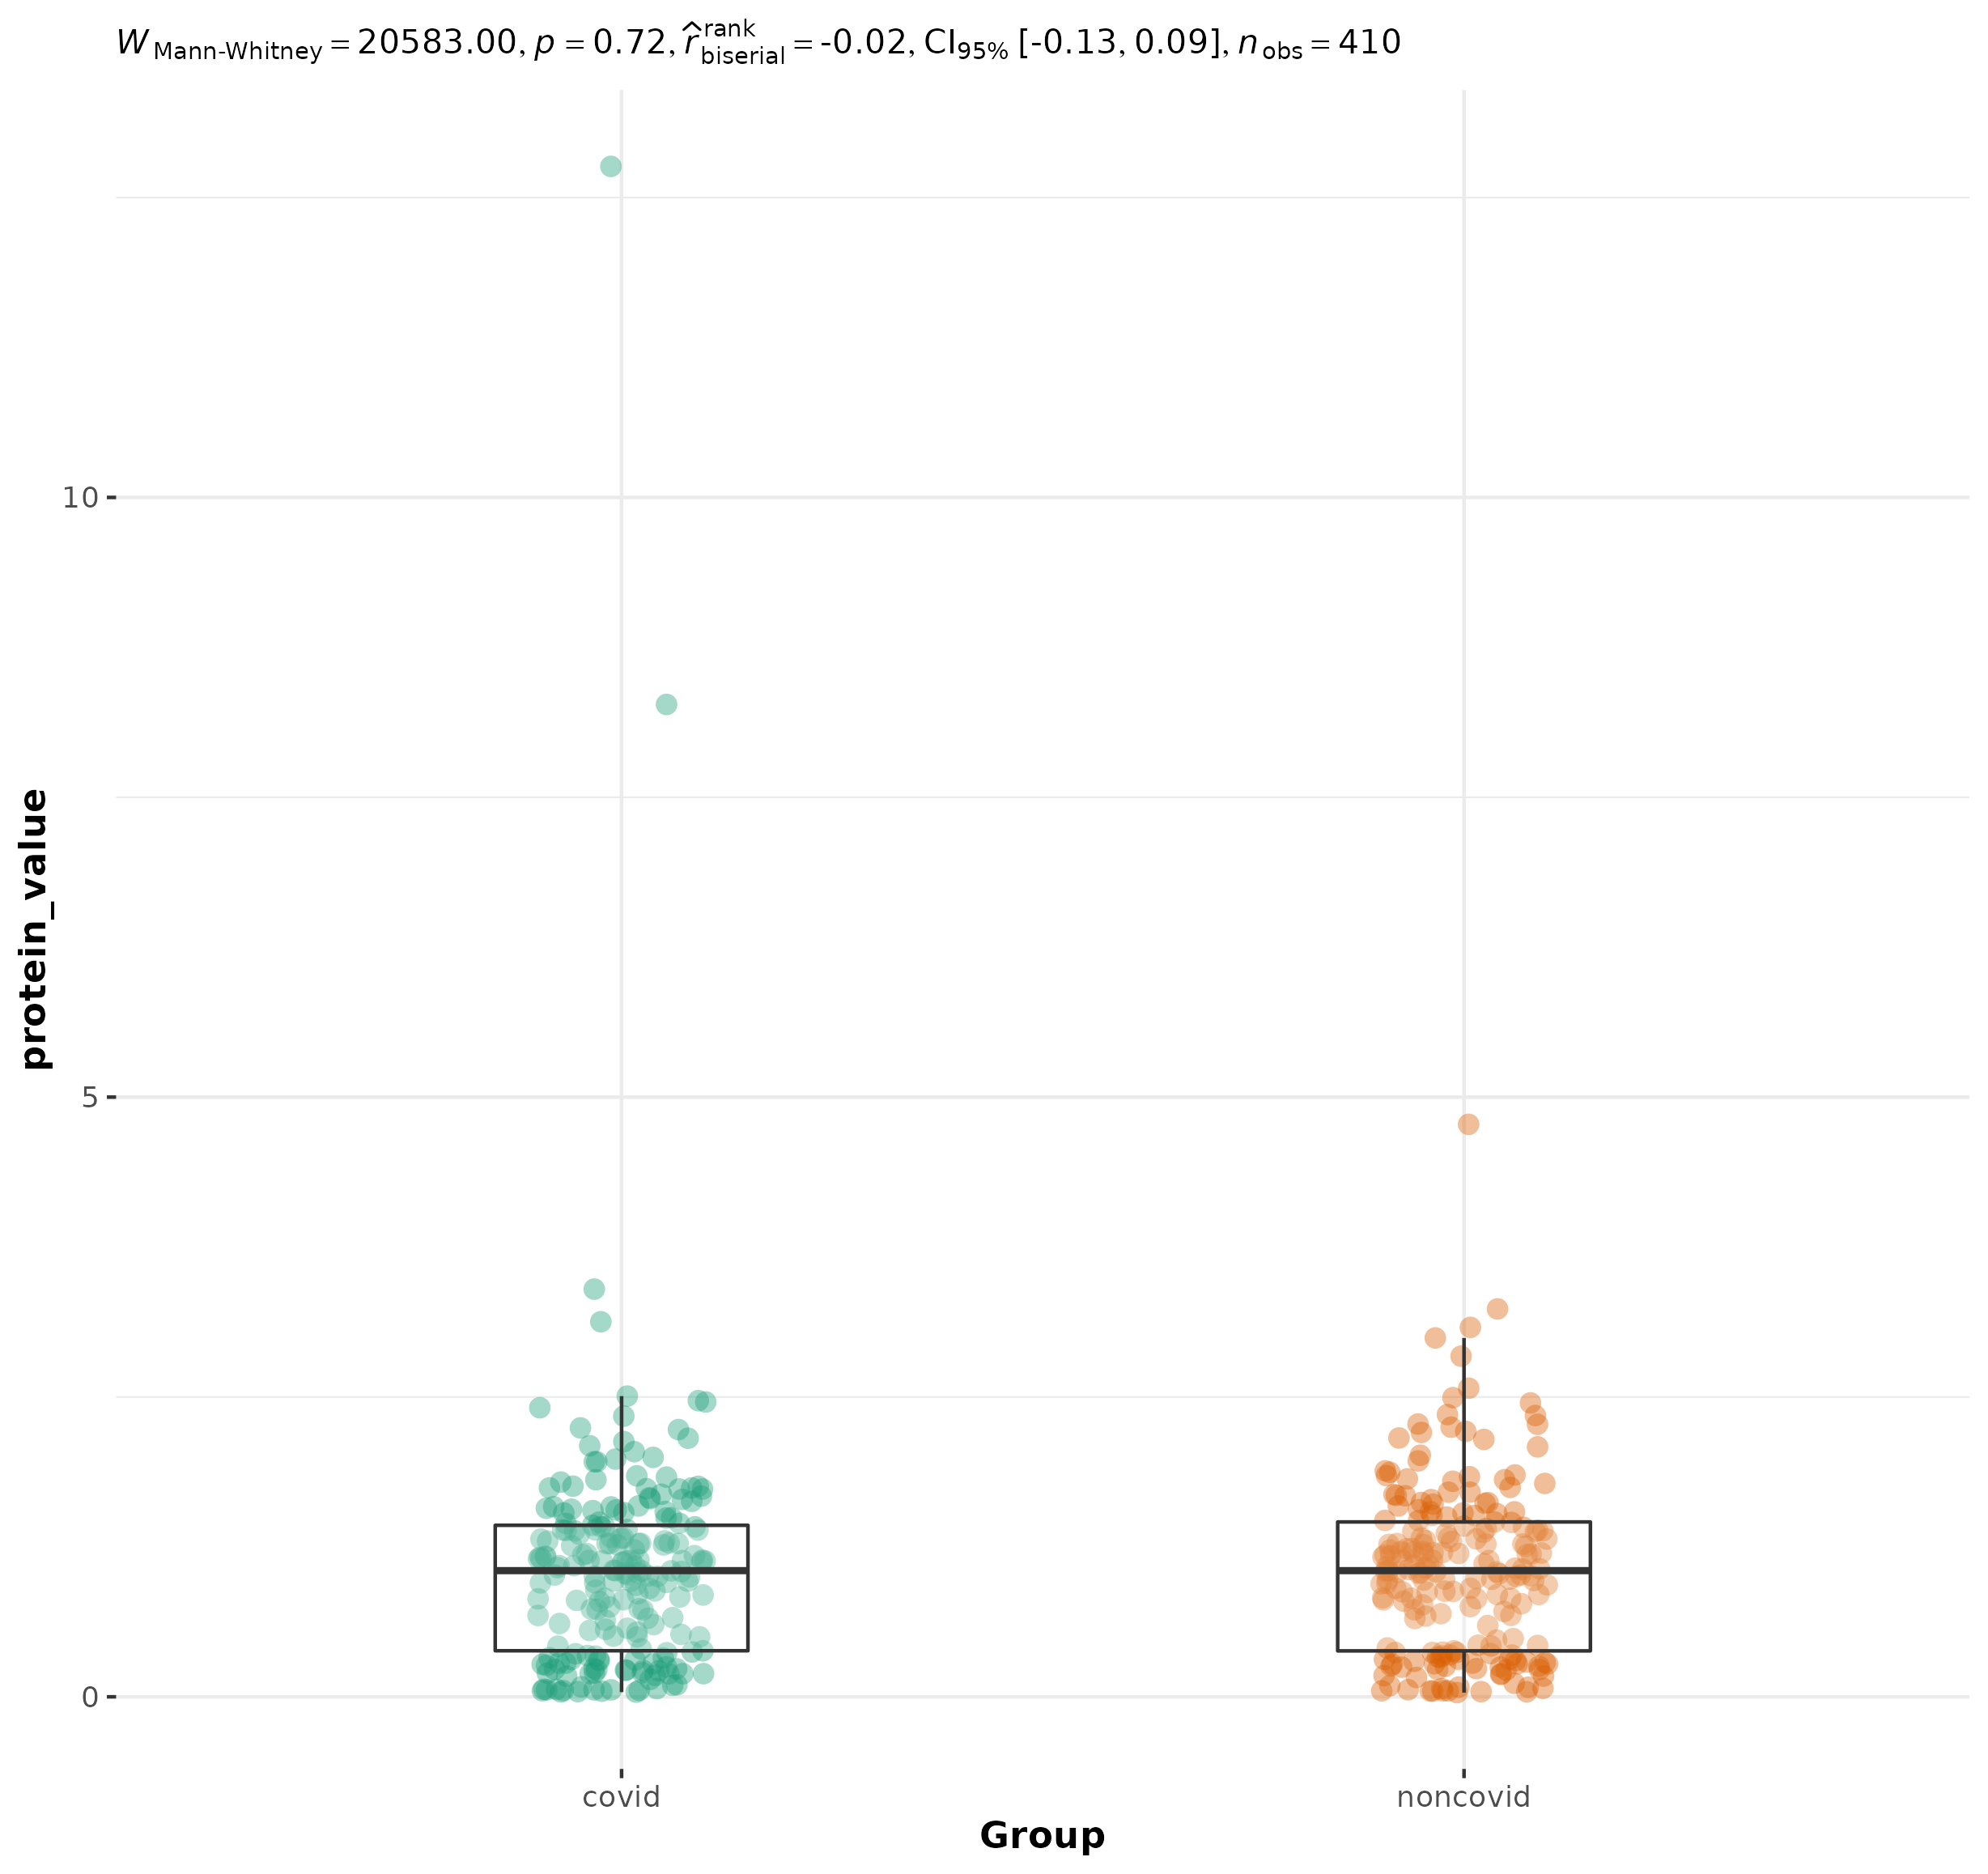 W Mann-Whitney = 20583.00, p = 0.72, r̂ rank biserial = -0.02, CI95% [-0.13, 0.09], n obs = 410
10
5
0
protein_value
covid noncovid
Group